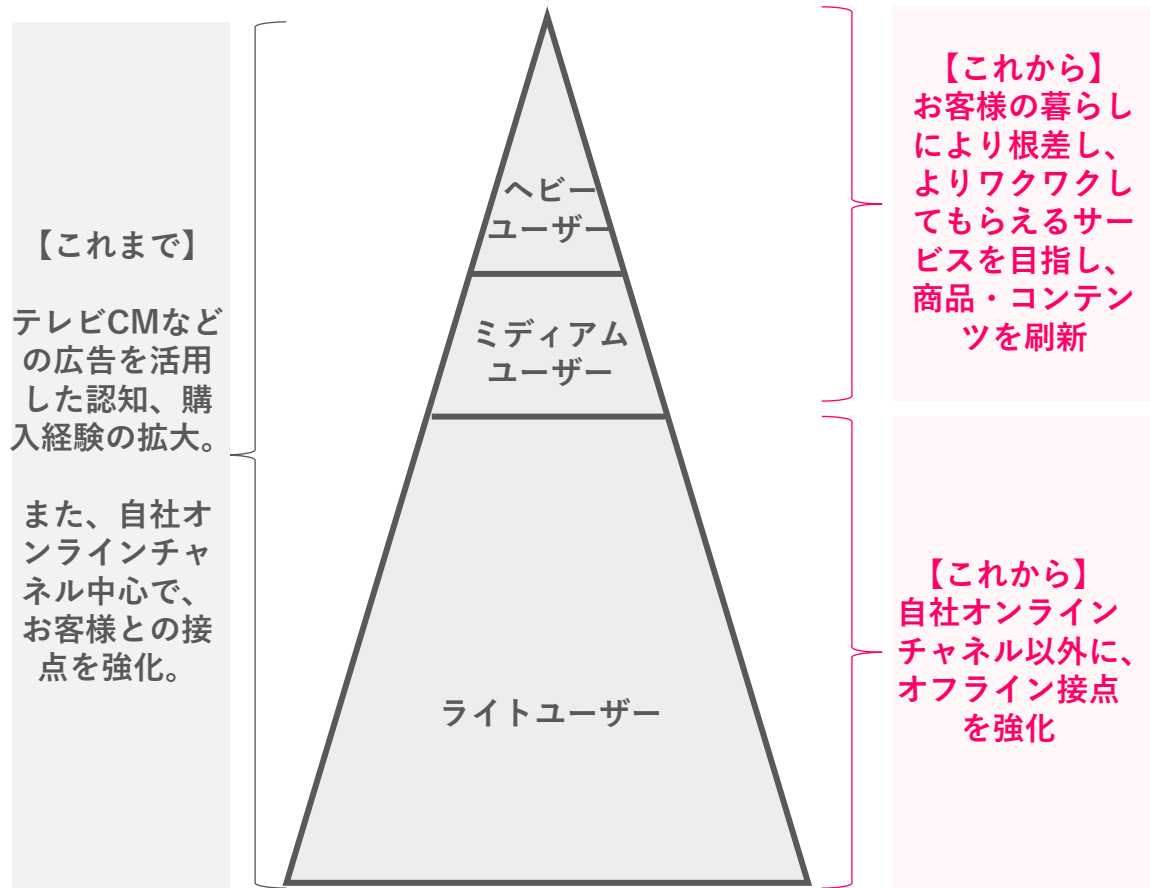 【これまで】
テレビCMなど
の広告を活用
した認知、購
入経験の拡大。
また、自社オ
ンラインチャ
ネル中心で、
お客様との接
点を強化。
ヘビー
ユーザー
ミディアム
ユーザー
ライトユーザー
【これから】
お客様の暮らし
により根差し、
よりワクワクし
てもらえるサー
ビスを目指し、
商品・コンテン
ツを刷新
【これから】
自社オンライン
チャネル以外に、
オフライン接点
を強化